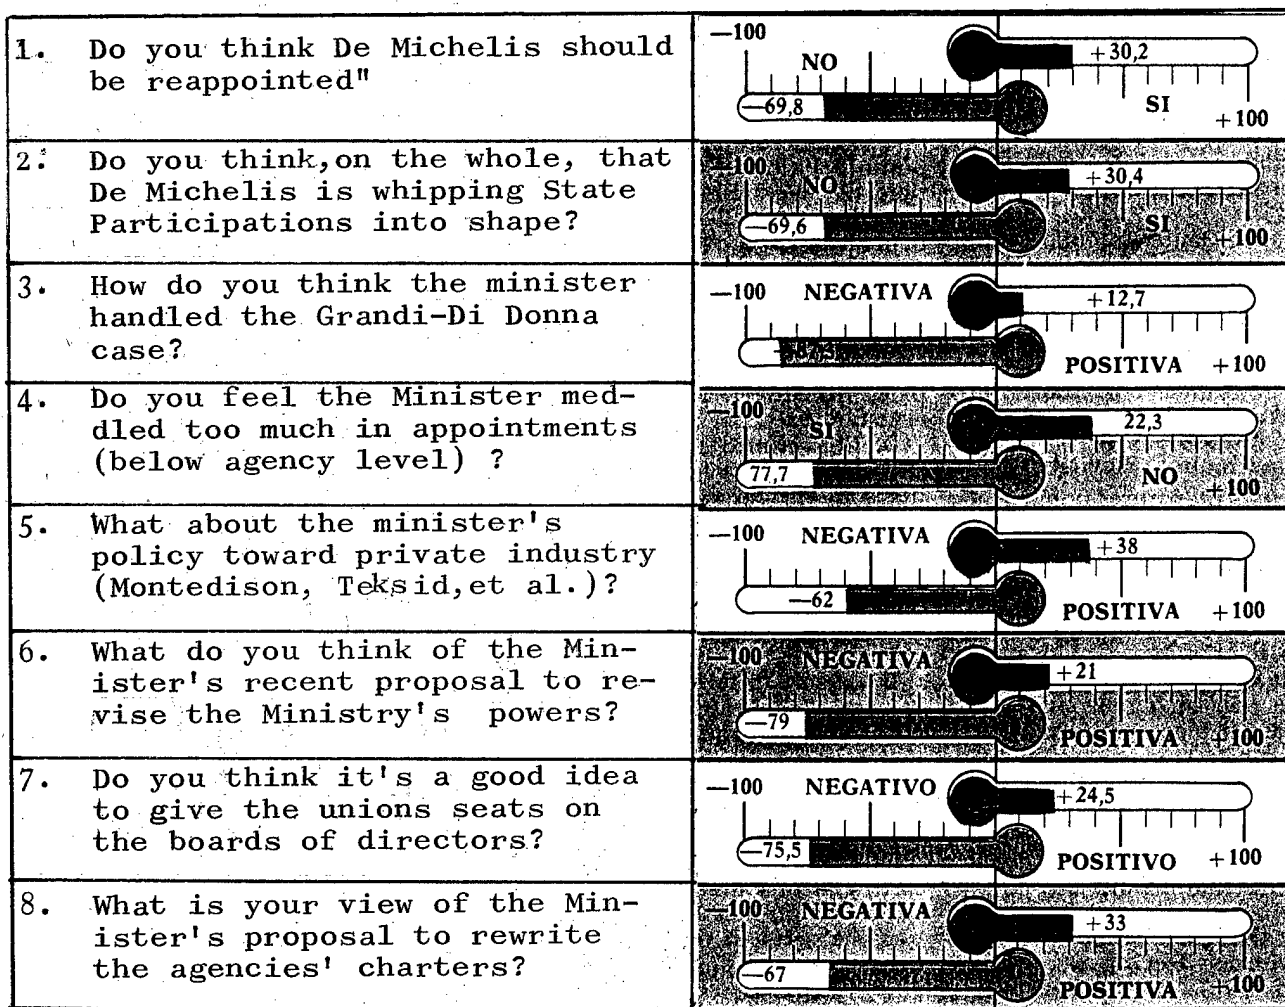 1. Do you think De Michelis should
be reappointed"
—100
NO
+30,2
—69,8
SI
+100
2. Do you think,on the whole, that
De Michelis is whipping State
Participations into shape?
—100
NO
+30,4
—69,6
SI
+100
3. How do you think the minister
handled the Grandi-Di Donna
case?
—100 NEGATIVA
+12,7
POSITIVA +100
4. Do you feel the Minister med-
dled too much in appointments
(below agency level) ?
—100
SI
22,3
77,7
NO
+100
5. What about the minister's
policy toward private industry
(Montedison, Teksid,et al.)?
—100 NEGATIVA
+38
—62
POSITIVA +100
6. What do you think of the Min-
ister's recent proposal to re-
vise the Ministry's powers?
—100 NEGATIVA
+21
—79
POSITIVA +100
7. Do you think it's a good idea
to give the unions seats on
the boards of directors?
—100 NEGATIVO
+24,5
—75,5
POSITIVO +100
8. What is your view of the Min-
ister's proposal to rewrite
the agencies' charters?
—100 NEGATIVA
+33
—67
POSITIVA +100